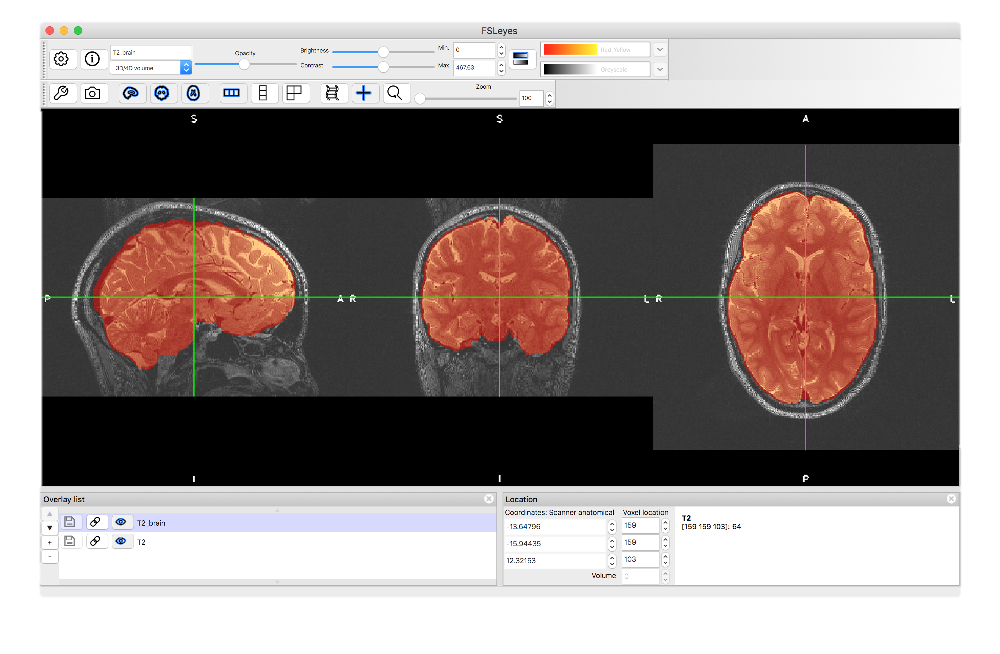 FSLeyes
T2_brain
3D/4D volume
Opacity
Brightness
Contrast
Min.
0
Max.
467.63
Red-Yellow
Greyscale
Zoom
100
S
S
A
P
A
R
L
R
L
I
I
P
Overlay list
T2_brain
T2
+
-
Location
Coordinates: Scanner anatomical
Voxel location
-13.64796
159
-15.94435
159
12.32153
103
Volume
0
T2
[159 159 103]: 64